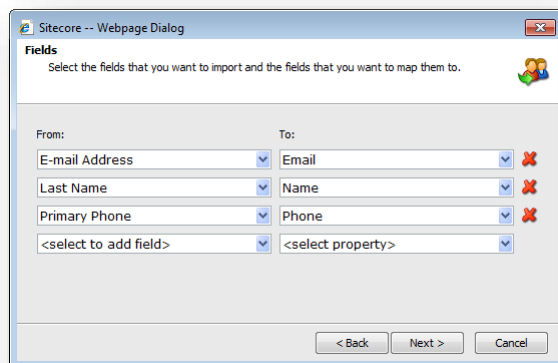 Sitecore -- Webpage Dialog
Fields
Select the fields that you want to import and the fields that you want to map them to.
From: To:
E-mail Address Email
Last Name Name
Primary Phone Phone
<select to add field> <select property>
< Back Next > Cancel